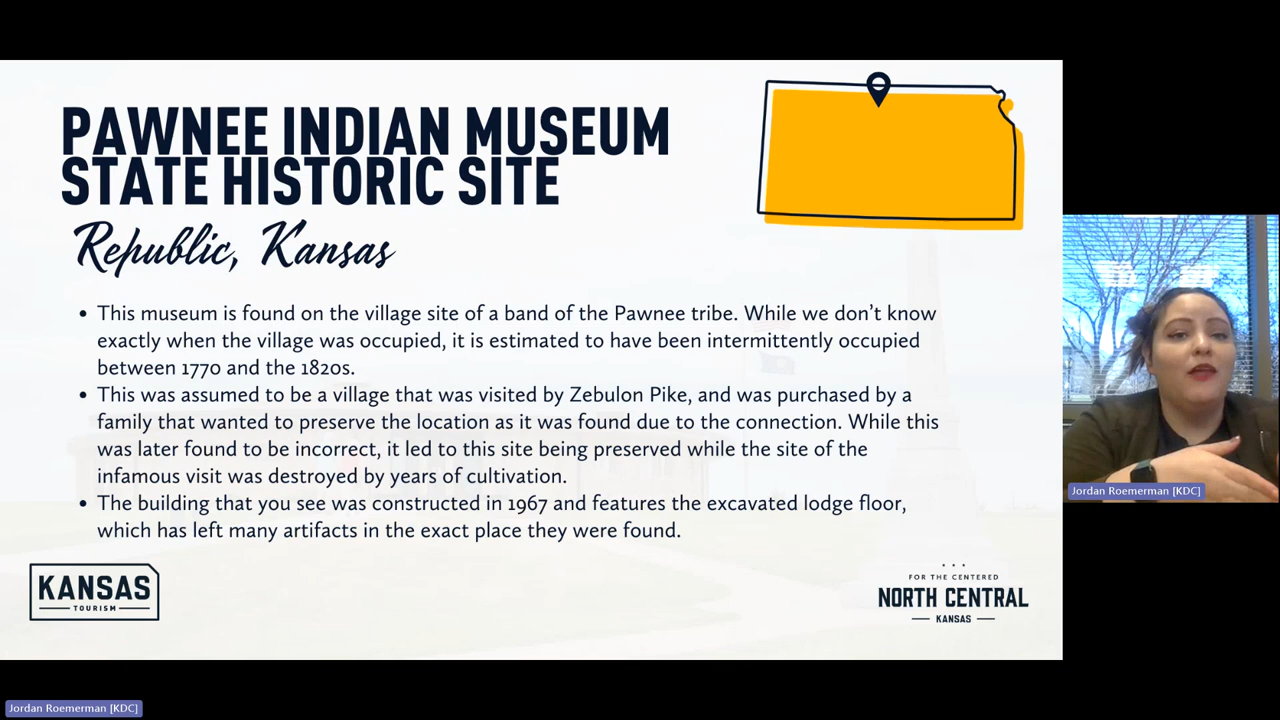 PAWNEE INDIAN MUSEUM
STATE HISTORIC SITE
Republic, Kansas
• This museum is found on the village site of a band of the Pawnee tribe. While we don’t know
exactly when the village was occupied, it is estimated to have been intermittently occupied
between 1770 and the 1820s.
• This was assumed to be a village that was visited by Zebulon Pike, and was purchased by a
family that wanted to preserve the location as it was found due to the connection. While this
was later found to be incorrect, it led to this site being preserved while the site of the
infamous visit was destroyed by years of cultivation.
• The building that you see was constructed in 1967 and features the excavated lodge floor,
which has left many artifacts in the exact place they were found.
KANSAS
TOURISM
FOR THE CENTERED
NORTH CENTRAL
KANSAS
Jordan Roemerman [KDC]
Jordan Roemerman [KDC]